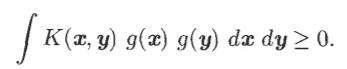 ∫ K(𝒙, 𝒚) g(𝒙) g(𝒚) d𝒙 d𝒚 ≥ 0.